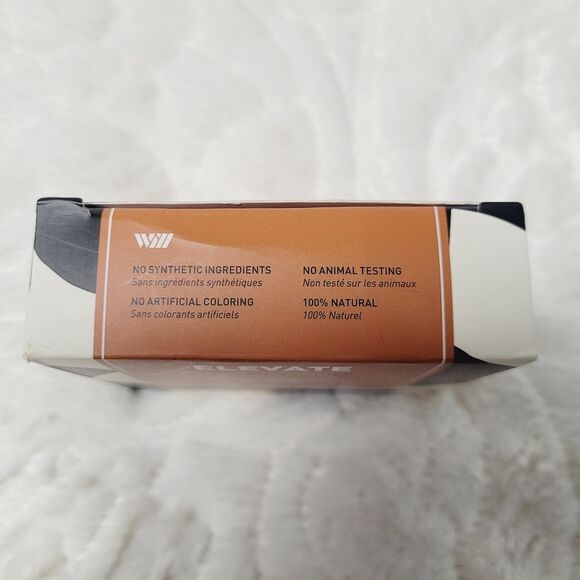 Will
NO SYNTHETIC INGREDIENTS
Sans ingrédients synthétiques
NO ARTIFICIAL COLORING
Sans colorants artificiels
NO ANIMAL TESTING
Non testé sur les animaux
100% NATURAL
100% Naturel
ELEVATE